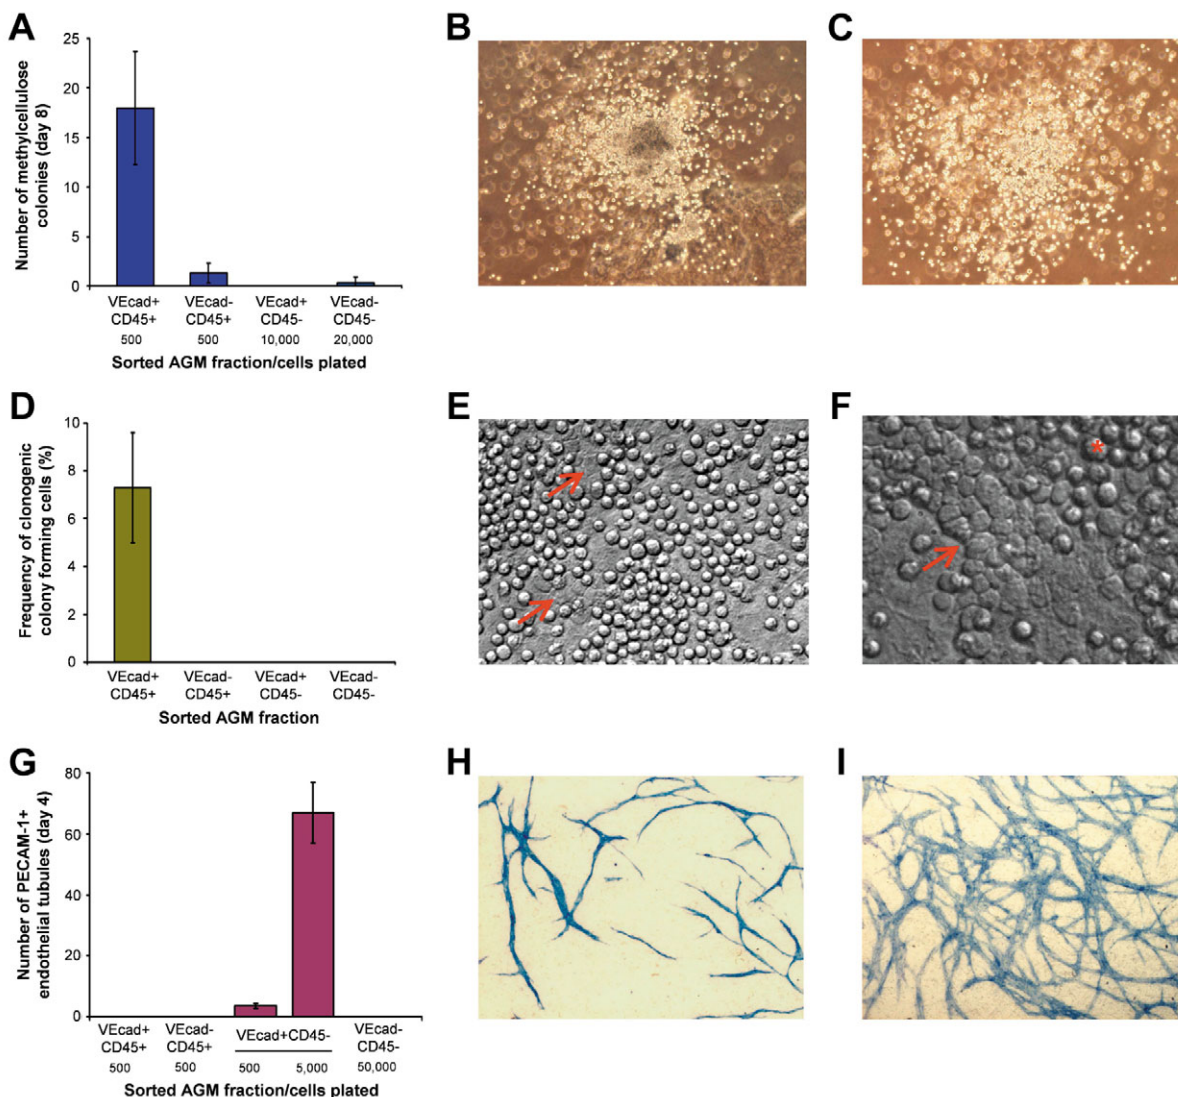 A
Number of methylcellulose
colonies (day 8)
25
20
15
10
5
0
VEcad+ VEcad- VEcad+ VEcad-
CD45+ CD45+ CD45- CD45-
500 500 10,000 20,000
Sorted AGM fraction/cells plated
B
C
D
Frequency of clonogenic
colony forming cells (%)
10
8
6
4
2
0
VEcad+ VEcad- VEcad+ VEcad-
CD45+ CD45+ CD45- CD45-
Sorted AGM fraction
E
F
*
G
Number of PECAM-1+
endothelial tubules (day 4)
80
60
40
20
0
VEcad+ VEcad- VEcad+CD45- VEcad-
CD45+ CD45+ CD45-
500 500 500 5,000 50,000
Sorted AGM fraction/cells plated
H
I